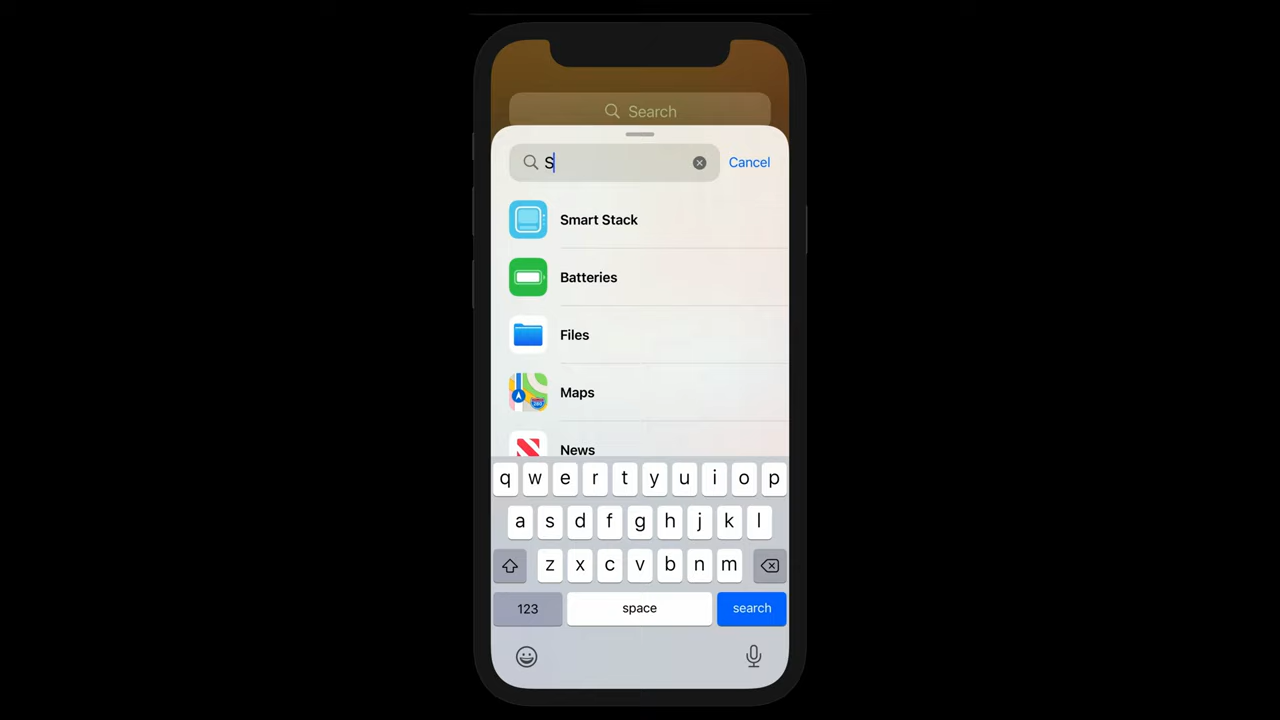 Search
S
Cancel
Smart Stack
Batteries
Files
Maps
News
q w e r t y u i o p
a s d f g h j k l
z x c v b n m
123 space search